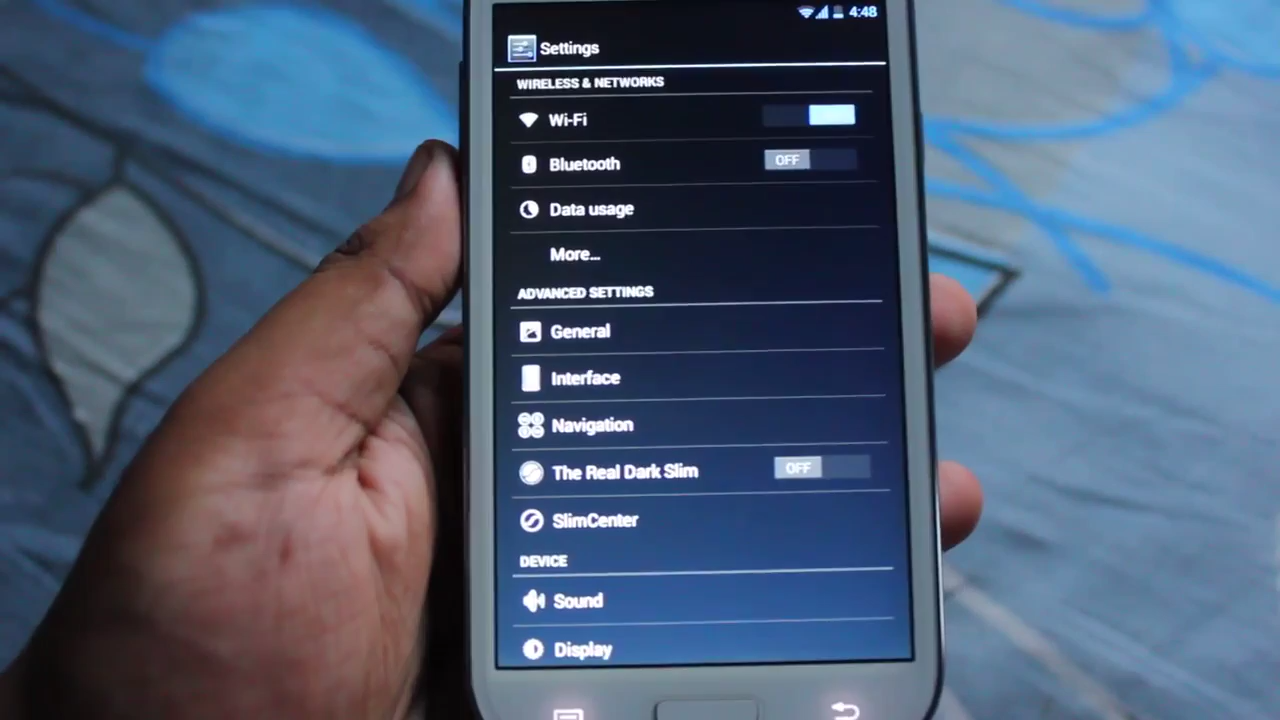 4:48
Settings
WIRELESS & NETWORKS
Wi-Fi
Bluetooth OFF
Data usage
More...
ADVANCED SETTINGS
General
Interface
Navigation
The Real Dark Slim OFF
SlimCenter
DEVICE
Sound
Display